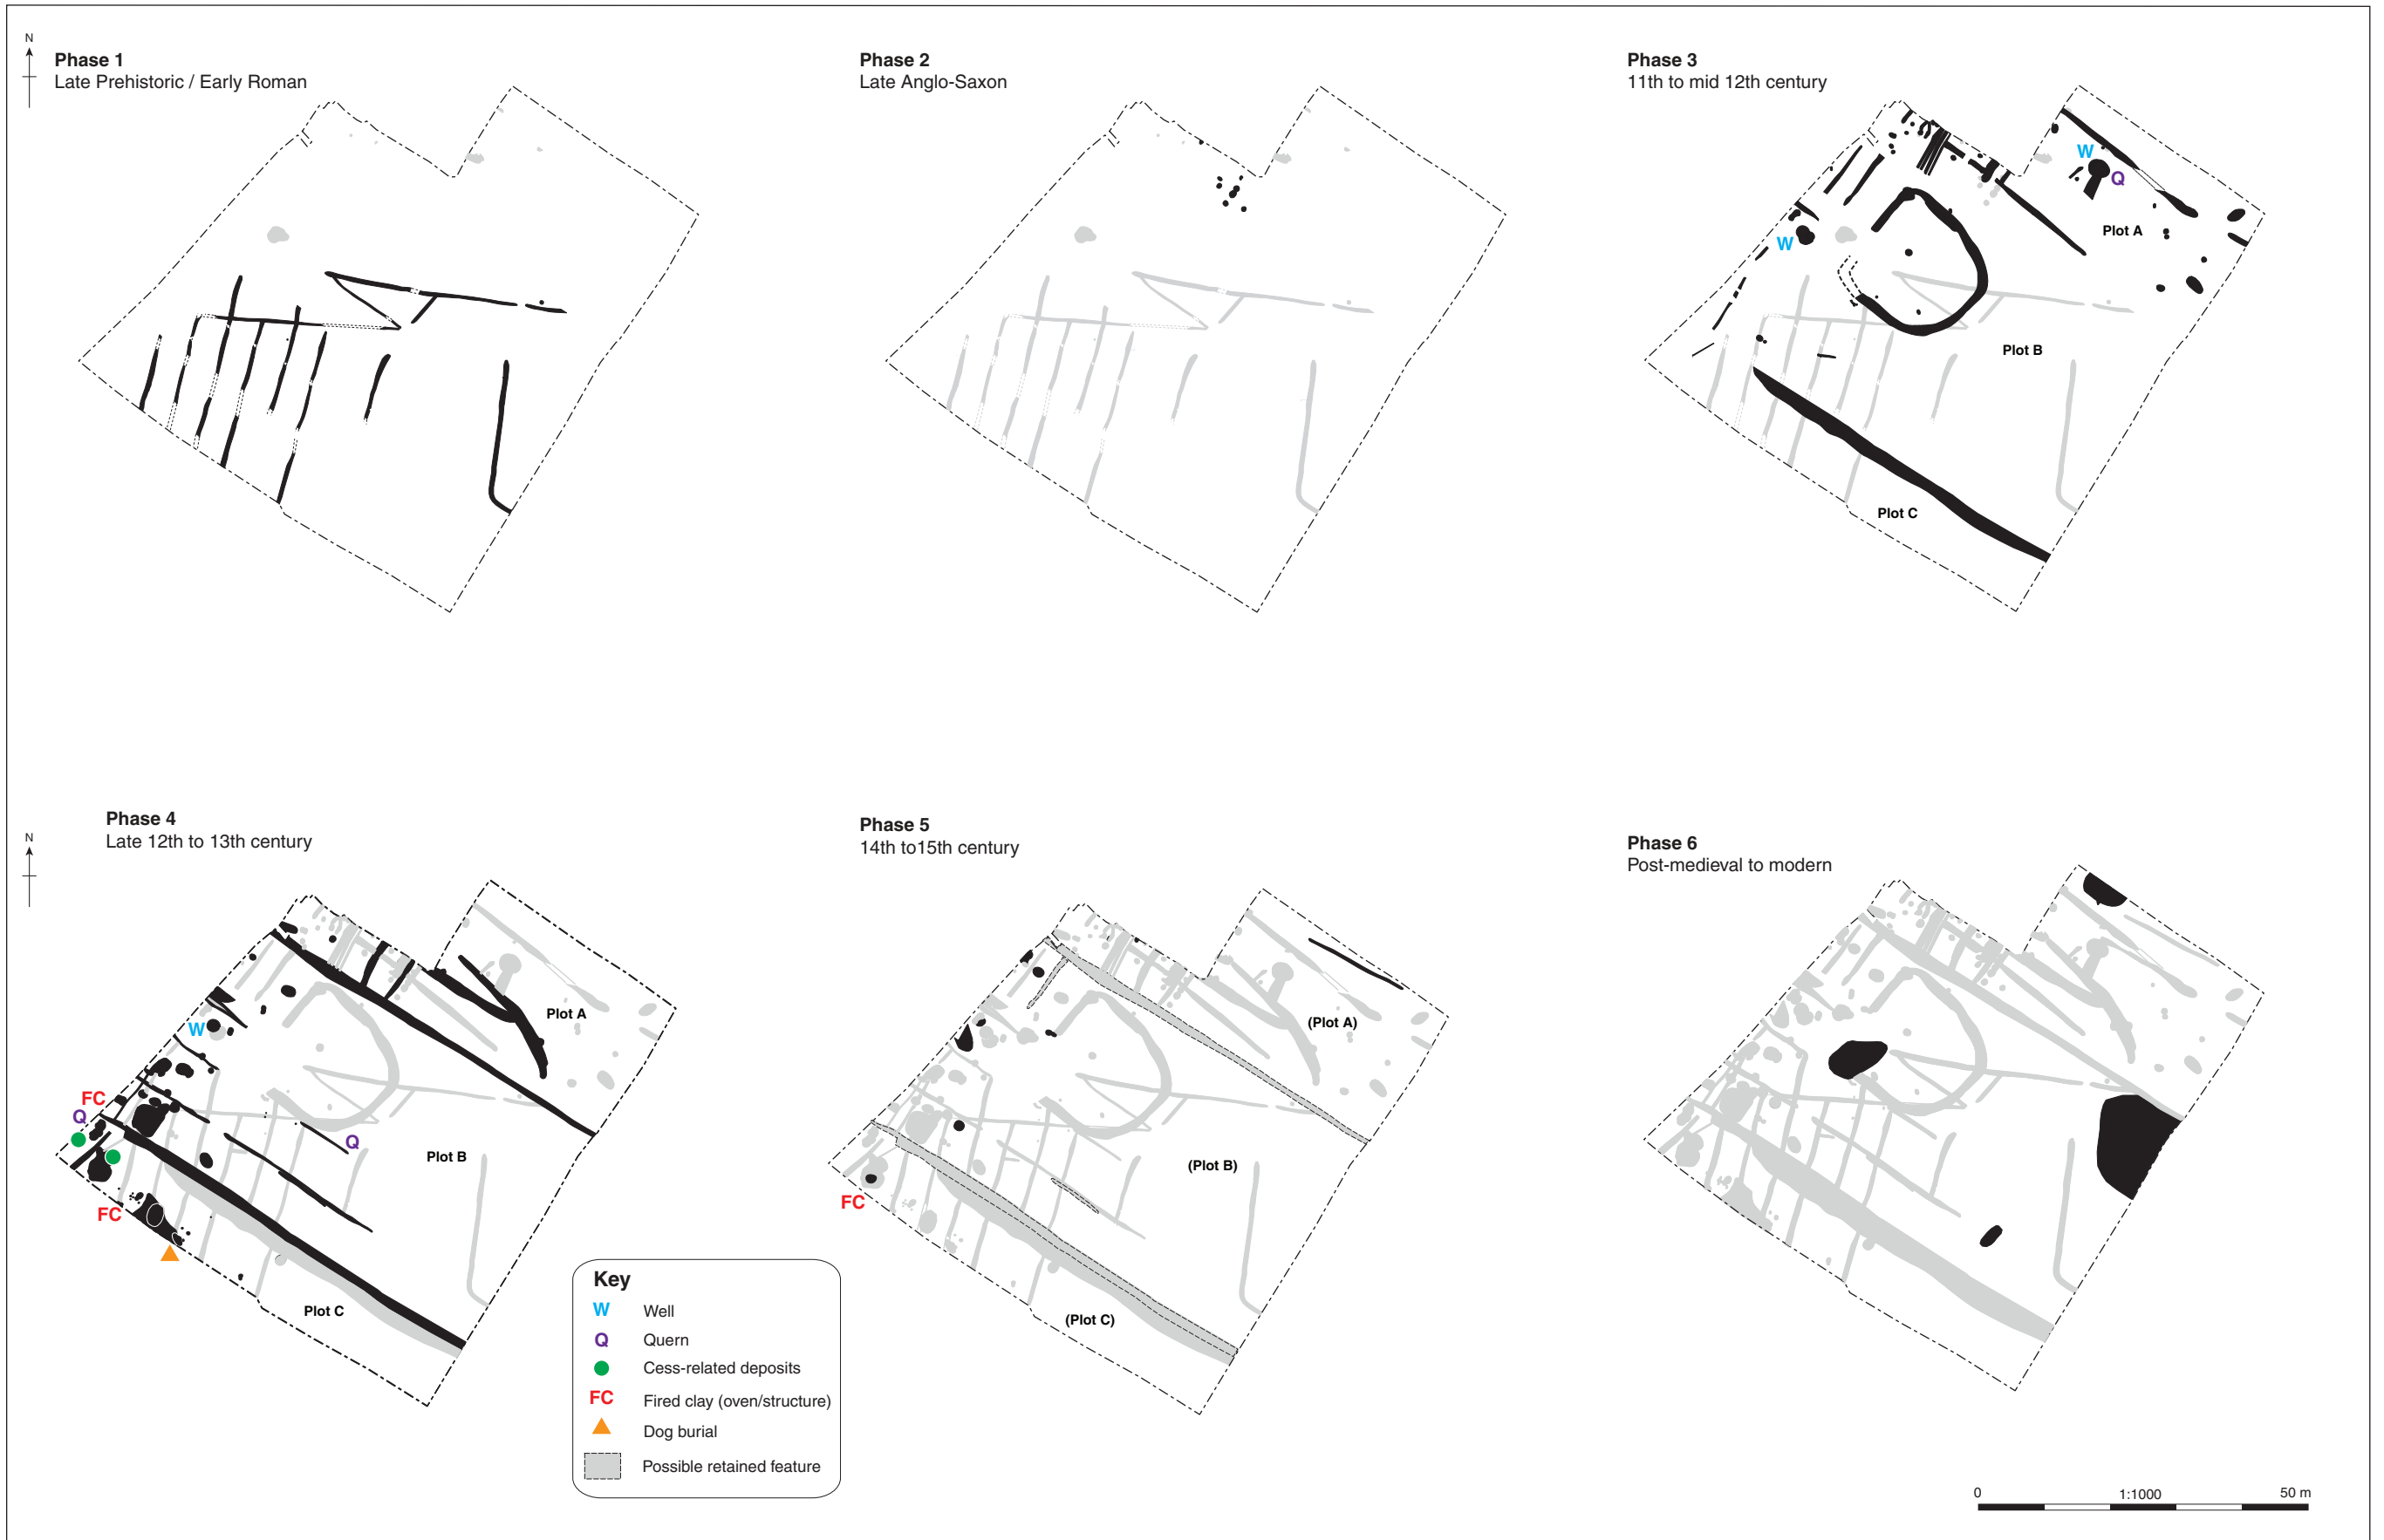 N
Phase 1
Late Prehistoric / Early Roman
Phase 2
Late Anglo-Saxon
Phase 3
11th to mid 12th century
W
Q
Plot A
W
Plot B
Plot C
N
Phase 4
Late 12th to 13th century
Plot A
W
FC
Q
Q
Plot B
FC
Plot C
Phase 5
14th to15th century
(Plot A)
(Plot B)
FC
(Plot C)
Phase 6
Post-medieval to modern
Key
W Well
Q Quern
Cess-related deposits
FC Fired clay (oven/structure)
Dog burial
Possible retained feature
0 1:1000 50 m